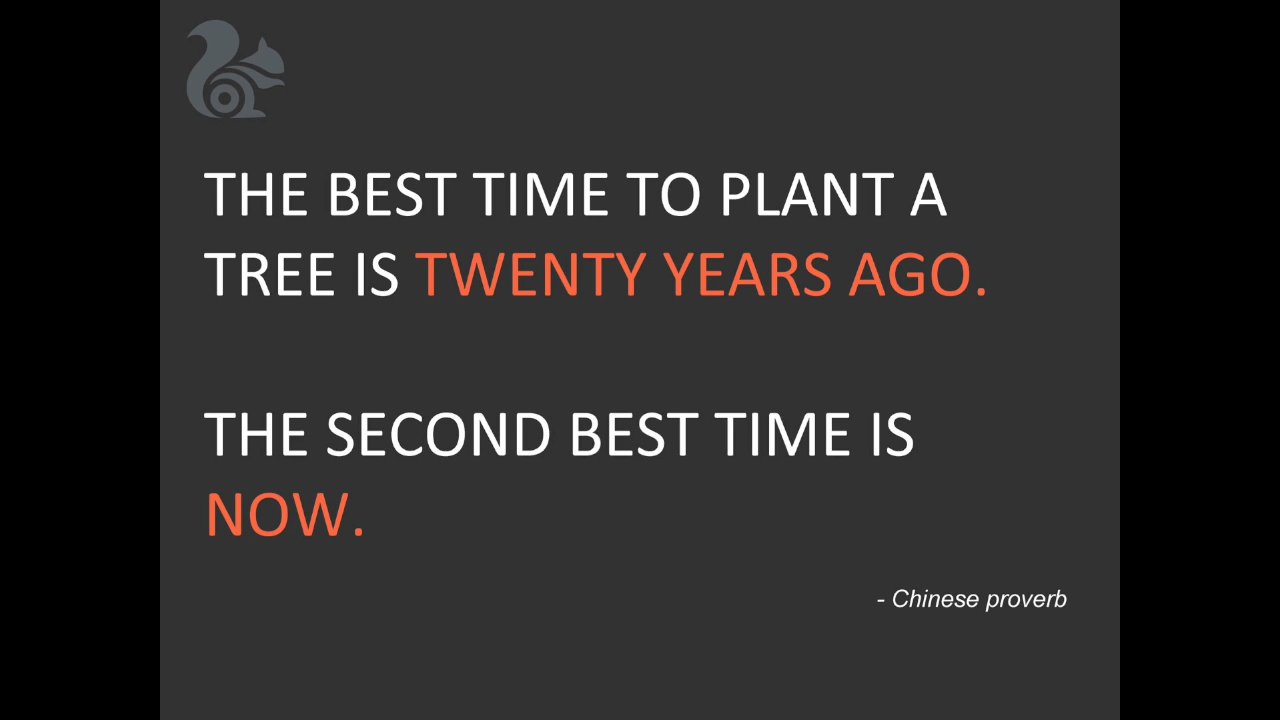 THE BEST TIME TO PLANT A
TREE IS TWENTY YEARS AGO.
THE SECOND BEST TIME IS
NOW.
- Chinese proverb